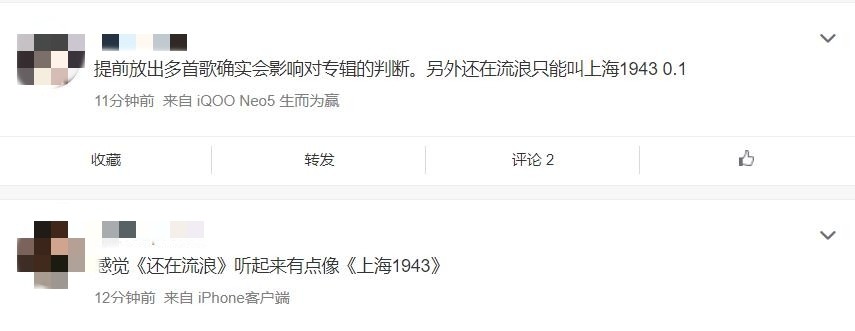 提前放出多首歌确实会影响对专辑的判断。另外还在流浪只能叫上海1943 0.1
11分钟前 来自 iQOO Neo5 生而为赢
收藏 转发 评论 2
感觉《还在流浪》听起来有点像《上海1943》
12分钟前 来自 iPhone客户端